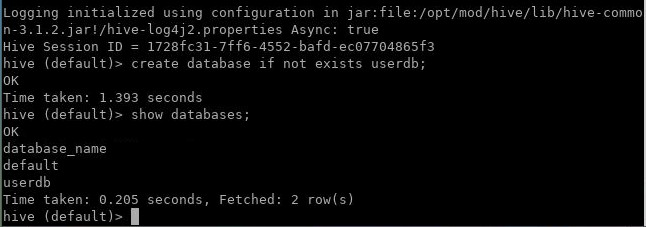 Logging initialized using configuration in jar:file:/opt/mod/hive/lib/hive-commo
n-3.1.2.jar!/hive-log4j2.properties Async: true
Hive Session ID = 1728fc31-7ff6-4552-bafd-ec07704865f3
hive (default)> create database if not exists userdb;
OK
Time taken: 1.393 seconds
hive (default)> show databases;
OK
database_name
default
userdb
Time taken: 0.205 seconds, Fetched: 2 row(s)
hive (default)>